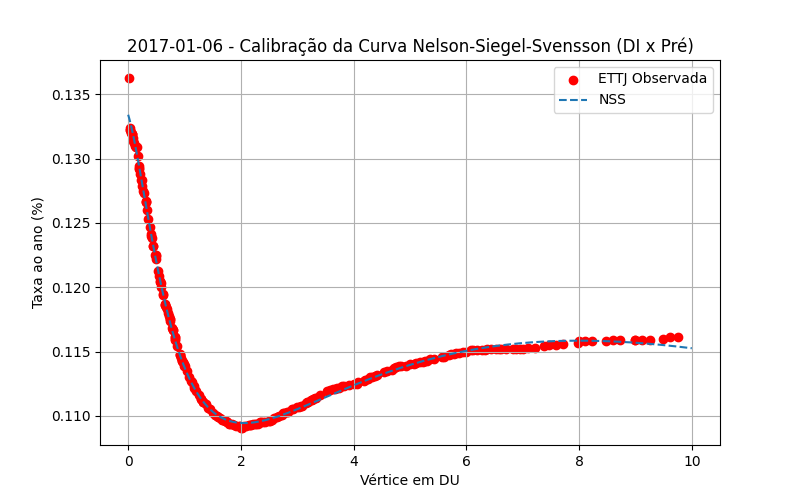 2017-01-06 - Calibração da Curva Nelson-Siegel-Svensson (DI x Pré)
ETTJ Observada
NSS
Taxa ao ano (%)
0.135
0.130
0.125
0.120
0.115
0.110
0 2 4 6 8 10
Vértice em DU